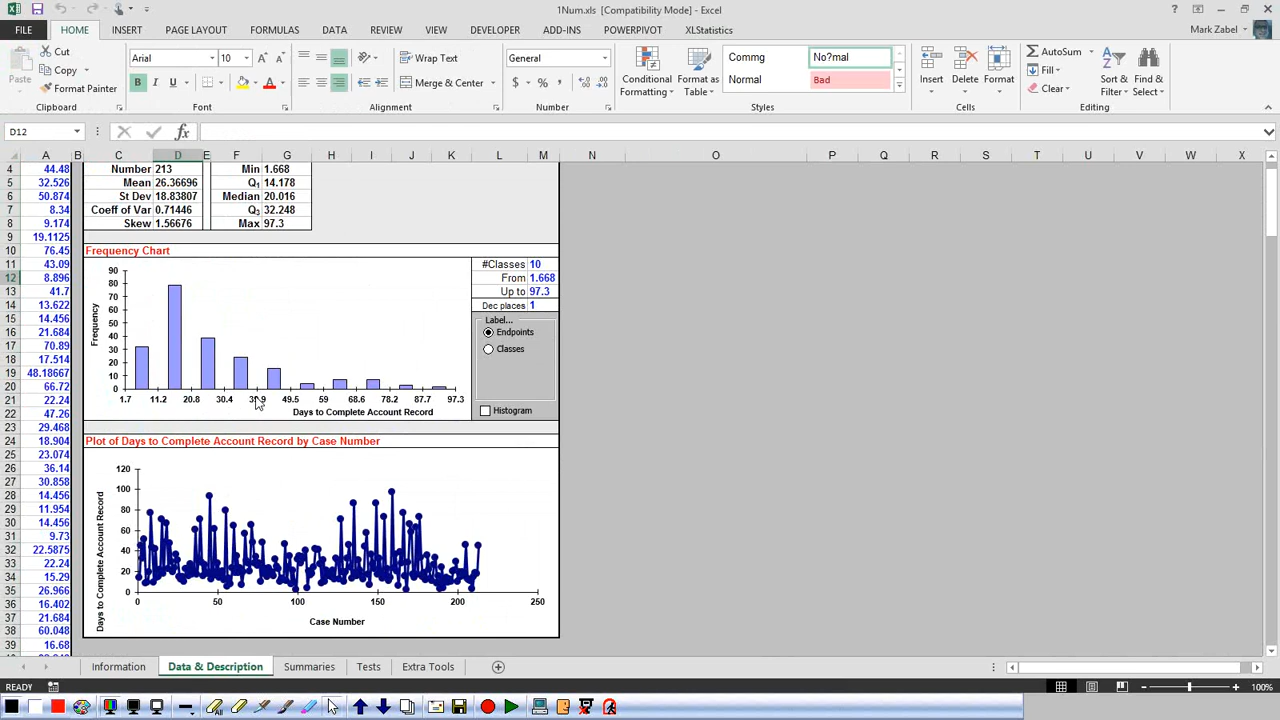 1Num.xls [Compatibility Mode] - Excel
FILE HOME INSERT PAGE LAYOUT FORMULAS DATA REVIEW VIEW DEVELOPER ADD-INS POWERPIVOT XLStatistics Mark Zabel
Paste Cut Copy Format Painter
Arial 10
B I U
Wrap Text
Merge & Center
General
$ %
Conditional Formatting Format as Table
Commg No?mal
Normal Bad
Insert Delete Format
AutoSum
Fill
Clear
Sort & Filter
Find & Select
Clipboard Font Alignment Number Styles Cells Editing
D12 fx
A B C D E F G H I J K L M N O P Q R S T U V W X
4 44.48 Number 213 Min 1.668
5 32.526 Mean 26.36696 Q1 14.178
6 50.874 St Dev 18.83807 Median 20.016
7 8.34 Coeff of Var 0.71446 Q3 32.248
8 9.174 Skew 1.56676 Max 97.3
9 19.1125
10 76.45 Frequency Chart
11 43.09 #Classes 10
12 8.896 From 1.668
13 41.7 Up to 97.3
14 13.622 Dec places 1
15 14.456 Label...
16 21.684 Endpoints
17 70.89 Classes
18 17.514
19 48.18667
20 66.72
21 22.24
22 47.26 Histogram
23 29.468
24 18.904 Plot of Days to Complete Account Record by Case Number
25 23.074
26 36.14
27 30.858
28 14.456
29 11.954
30 14.456
31 9.73
32 22.5875
33 22.24
34 15.29
35 26.966
36 16.402
37 21.684
38 60.048
39 16.68
Frequency
90
80
70
60
50
40
30
20
10
0
1.7 11.2 20.8 30.4 49.5 59 68.6 78.2 87.7 97.3
Days to Complete Account Record
Days to Complete Account Record
120
100
80
60
40
20
0
0 50 100 150 200 250
Case Number
Information Data & Description Summaries Tests Extra Tools
READY 100%